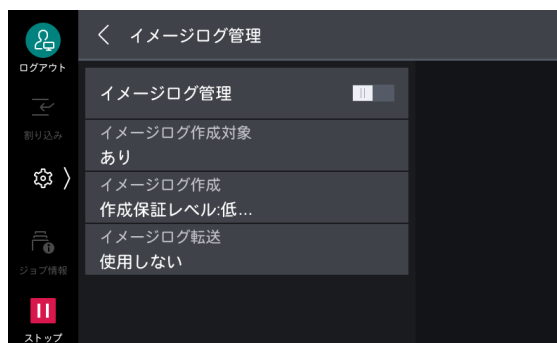 イメージログ管理
ログアウト
イメージログ管理
割り込み
イメージログ作成対象
あり
イメージログ作成
作成保証レベル:低...
イメージログ転送
使用しない
ジョブ情報
ストップ